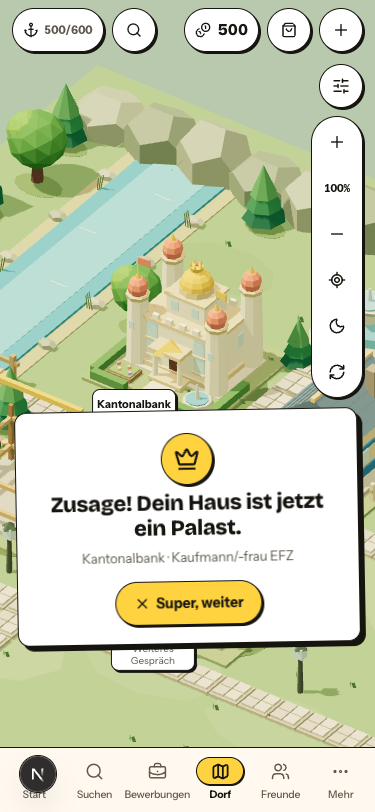 500/600
500
100%
Kantonalbank
Zusage! Dein Haus ist jetzt
ein Palast.
Kantonalbank · Kaufmann/-frau EFZ
Super, weiter
Weiteres
Gespräch
N
Start
Suchen
Bewerbungen
Dorf
Freunde
Mehr